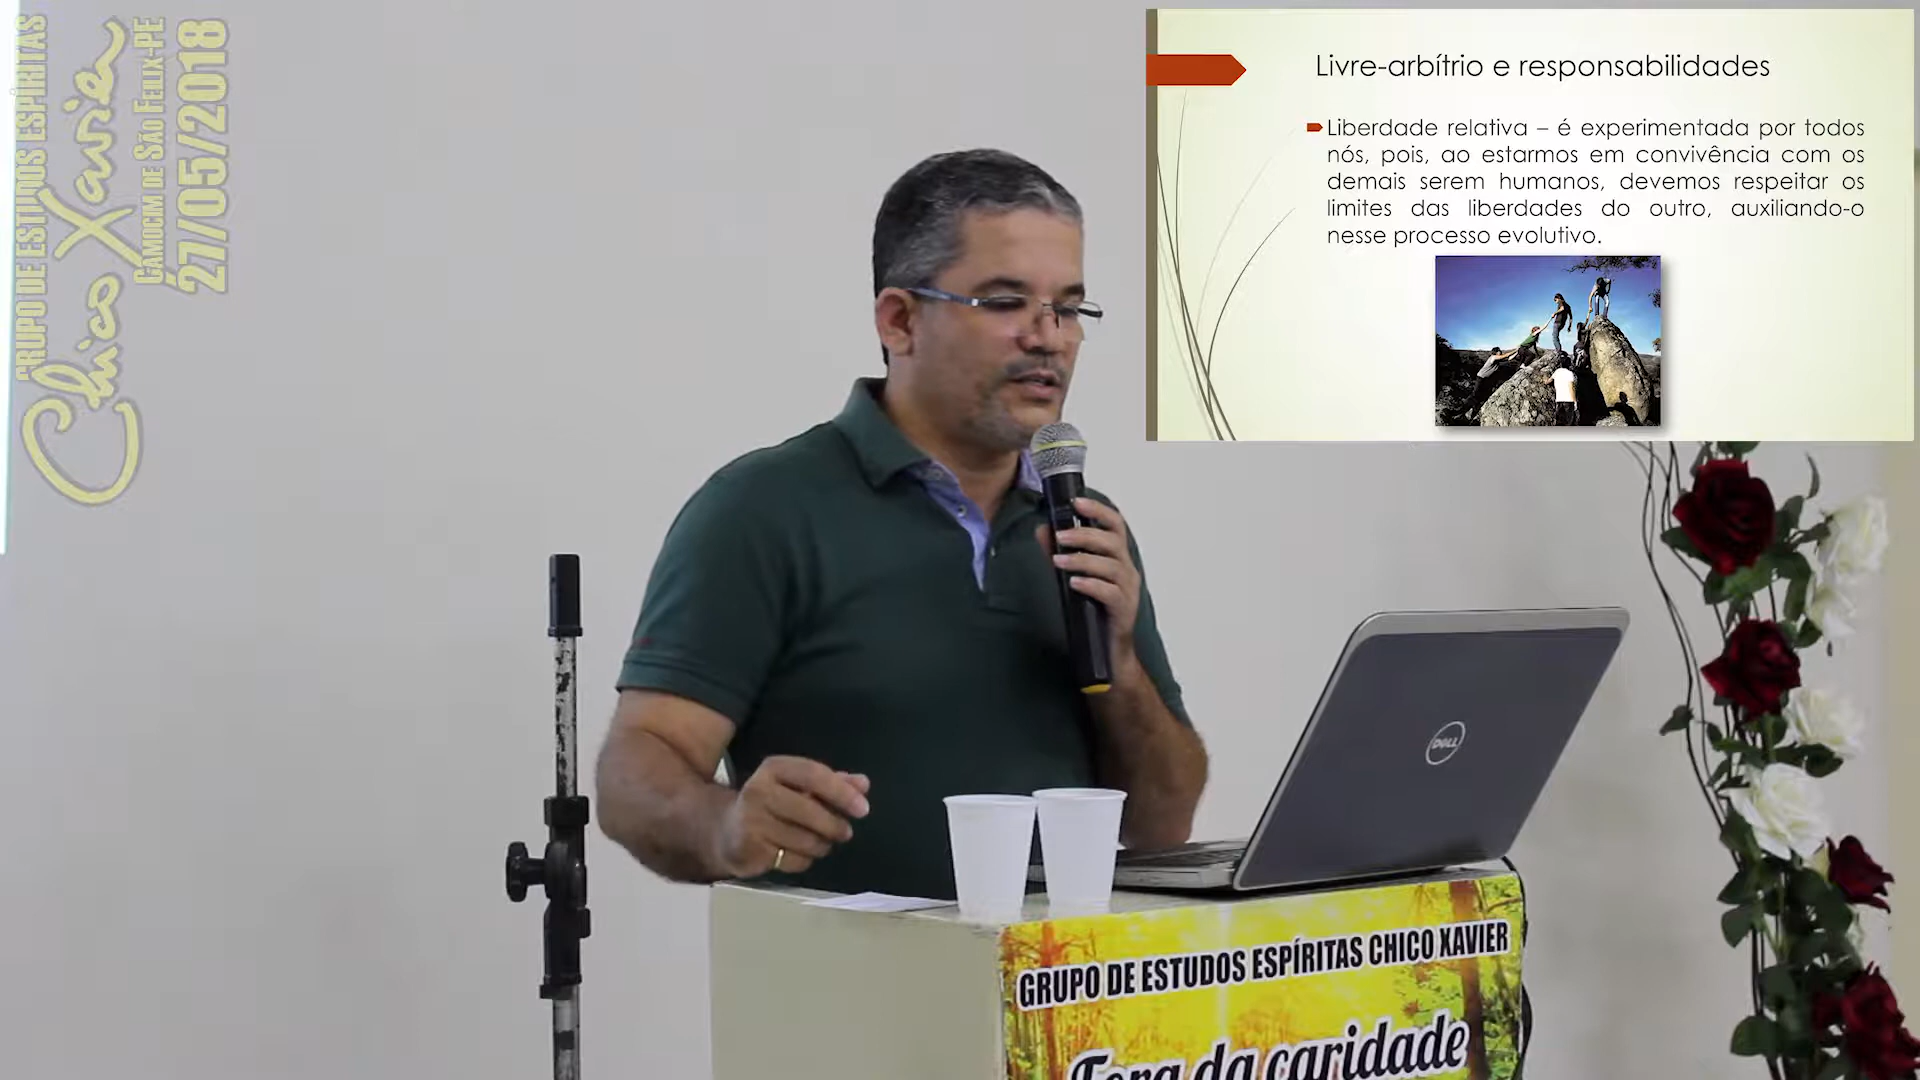 GRUPO DE ESTUDOS ESPÍRITAS
Chico Xavier
CAMOCIM DE SÃO FELIX-PE
27/05/2018
Livre-arbítrio e responsabilidades
Liberdade relativa – é experimentada por todos
nós, pois, ao estarmos em convivência com os
demais serem humanos, devemos respeitar os
limites das liberdades do outro, auxiliando-o
nesse processo evolutivo.
DELL
GRUPO DE ESTUDOS ESPÍRITAS CHICO XAVIER
Fora da caridade